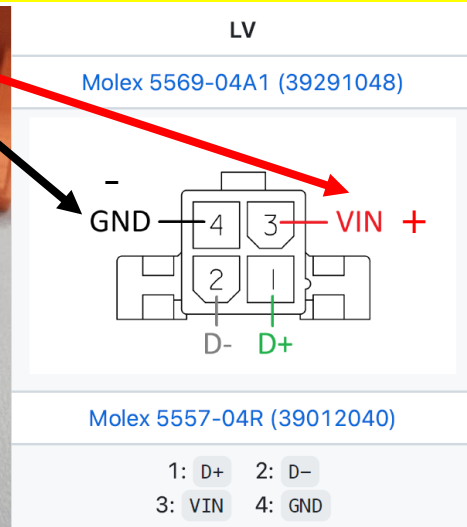 LV
Molex 5569-04A1 (39291048)
-
GND 4 3 VIN +
2 1
D- D+
Molex 5557-04R (39012040)
1: D+ 2: D−
3: VIN 4: GND